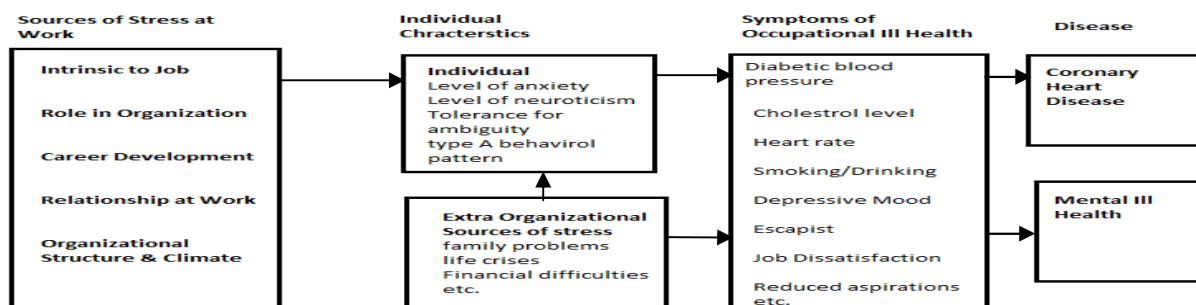 Sources of Stress at
Work
Intrinsic to Job
Role in Organization
Career Development
Relationship at Work
Organizational
Structure & Climate
Individual
Chracterstics
Individual
Level of anxiety
Level of neuroticism
Tolerance for
ambiguity
type A behavirol
pattern
Extra Organizational
Sources of stress
family problems
life crises
Financial difficulties
etc.
Symptoms of
Occupational Ill Health
Diabetic blood
pressure
Cholestrol level
Heart rate
Smoking/Drinking
Depressive Mood
Escapist
Job Dissatisfaction
Reduced aspirations
etc.
Disease
Coronary
Heart
Disease
Mental Ill
Health